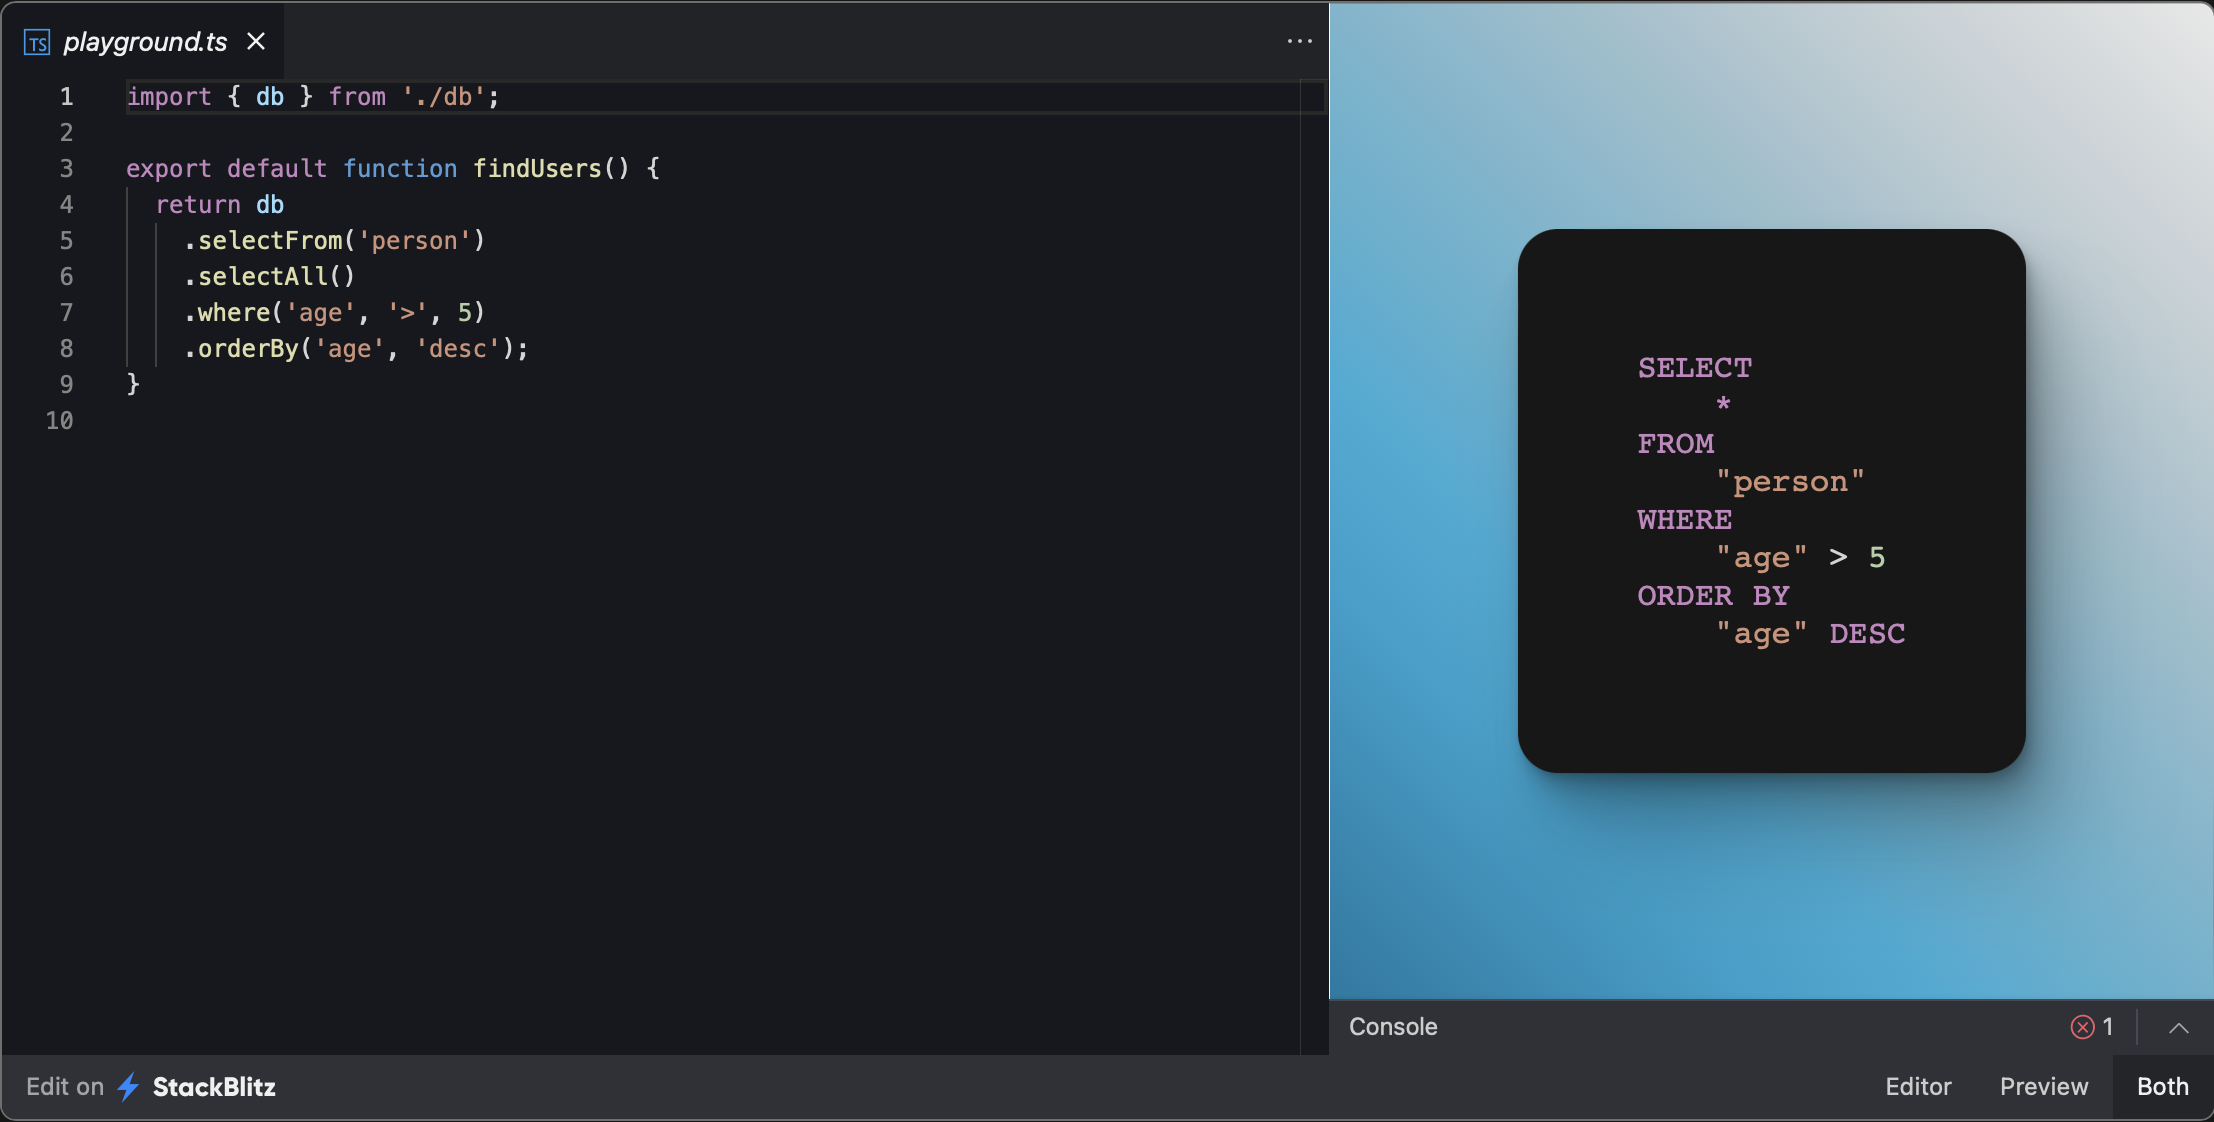 TS playground.ts
1 import { db } from './db';
2
3 export default function findUsers() {
4   return db
5     .selectFrom('person')
6     .selectAll()
7     .where('age', '>', 5)
8     .orderBy('age', 'desc');
9 }
10
SELECT
    *
FROM
    "person"
WHERE
    "age" > 5
ORDER BY
    "age" DESC
Console 1
Edit on StackBlitz
Editor Preview Both